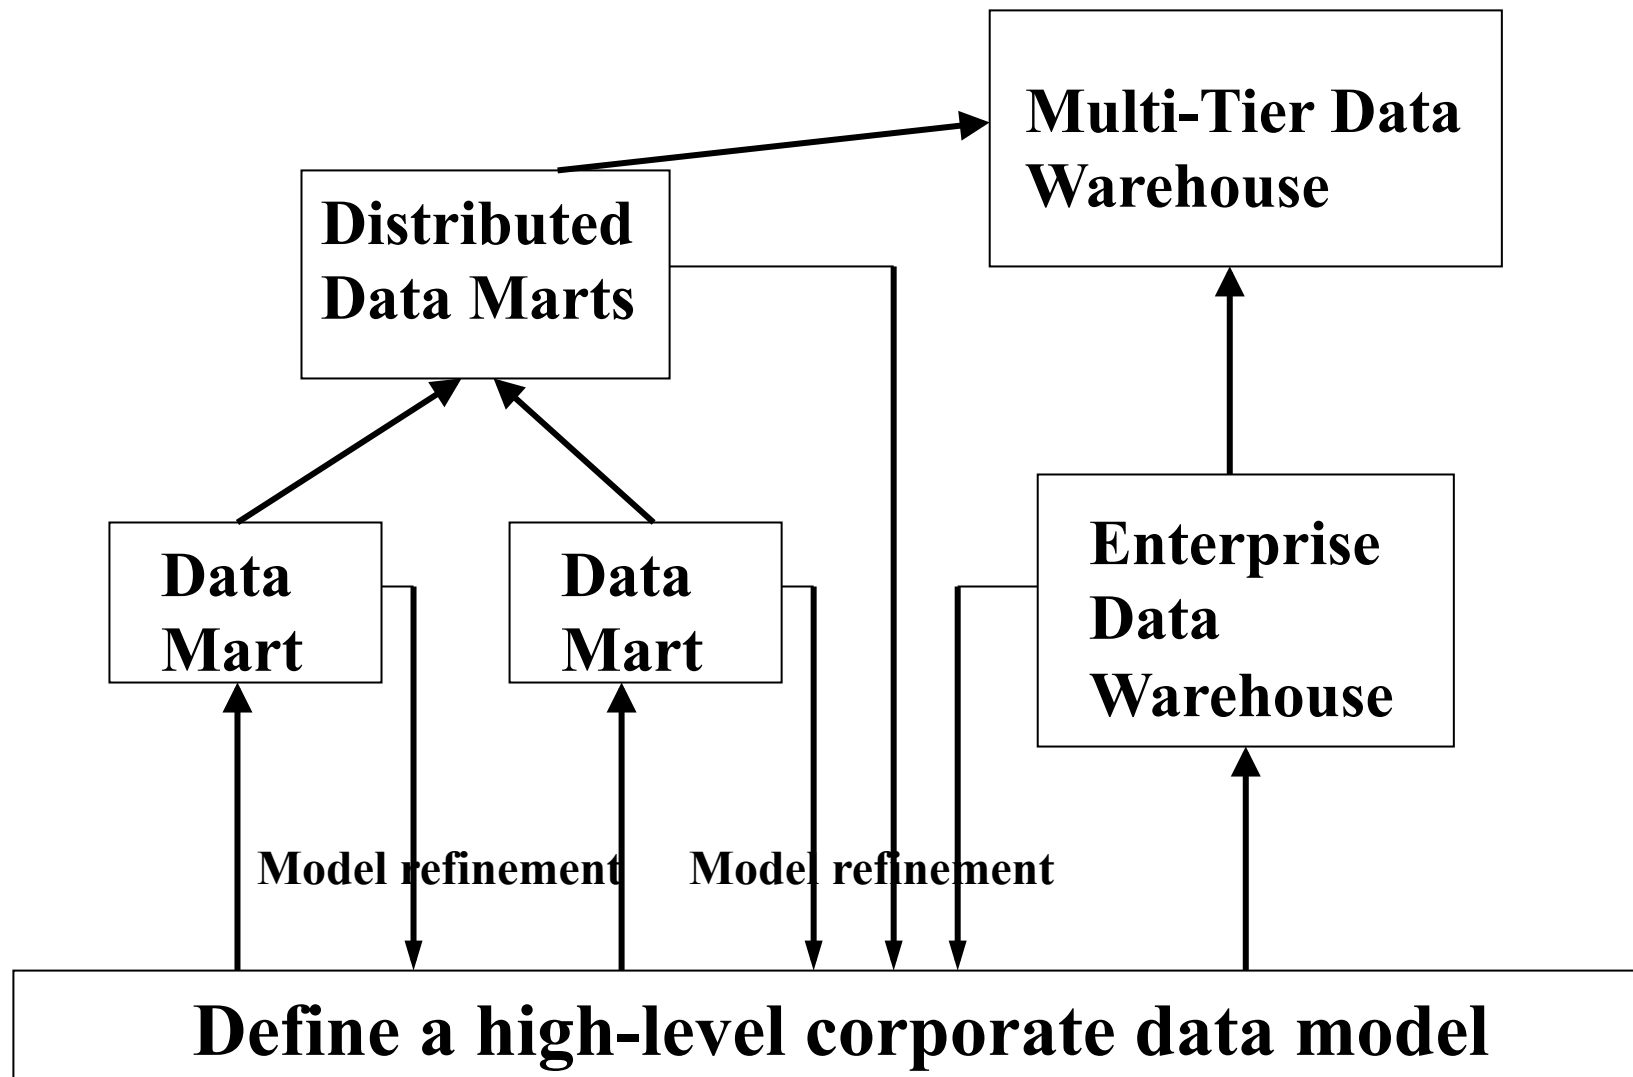 Multi-Tier Data
Warehouse
Distributed
Data Marts
Data
Mart
Data
Mart
Enterprise
Data
Warehouse
Model refinement
Model refinement
Define a high-level corporate data model